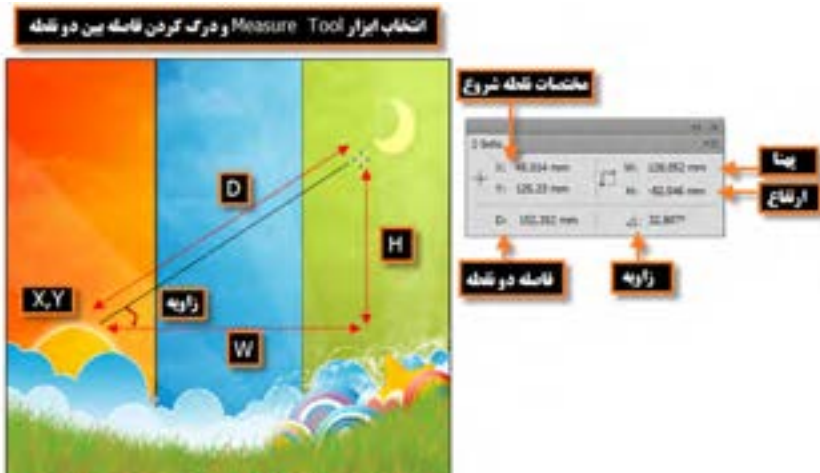 انتخاب ابزار Measure Tool و درک کردن فاصله بین دو نقطه
مختصات نقطه شروع
پهنا
ارتفاع
D
H
X,Y
زاویه
W
فاصله دو نقطه
زاویه
Info
X:
W:
Y:
H:
D: